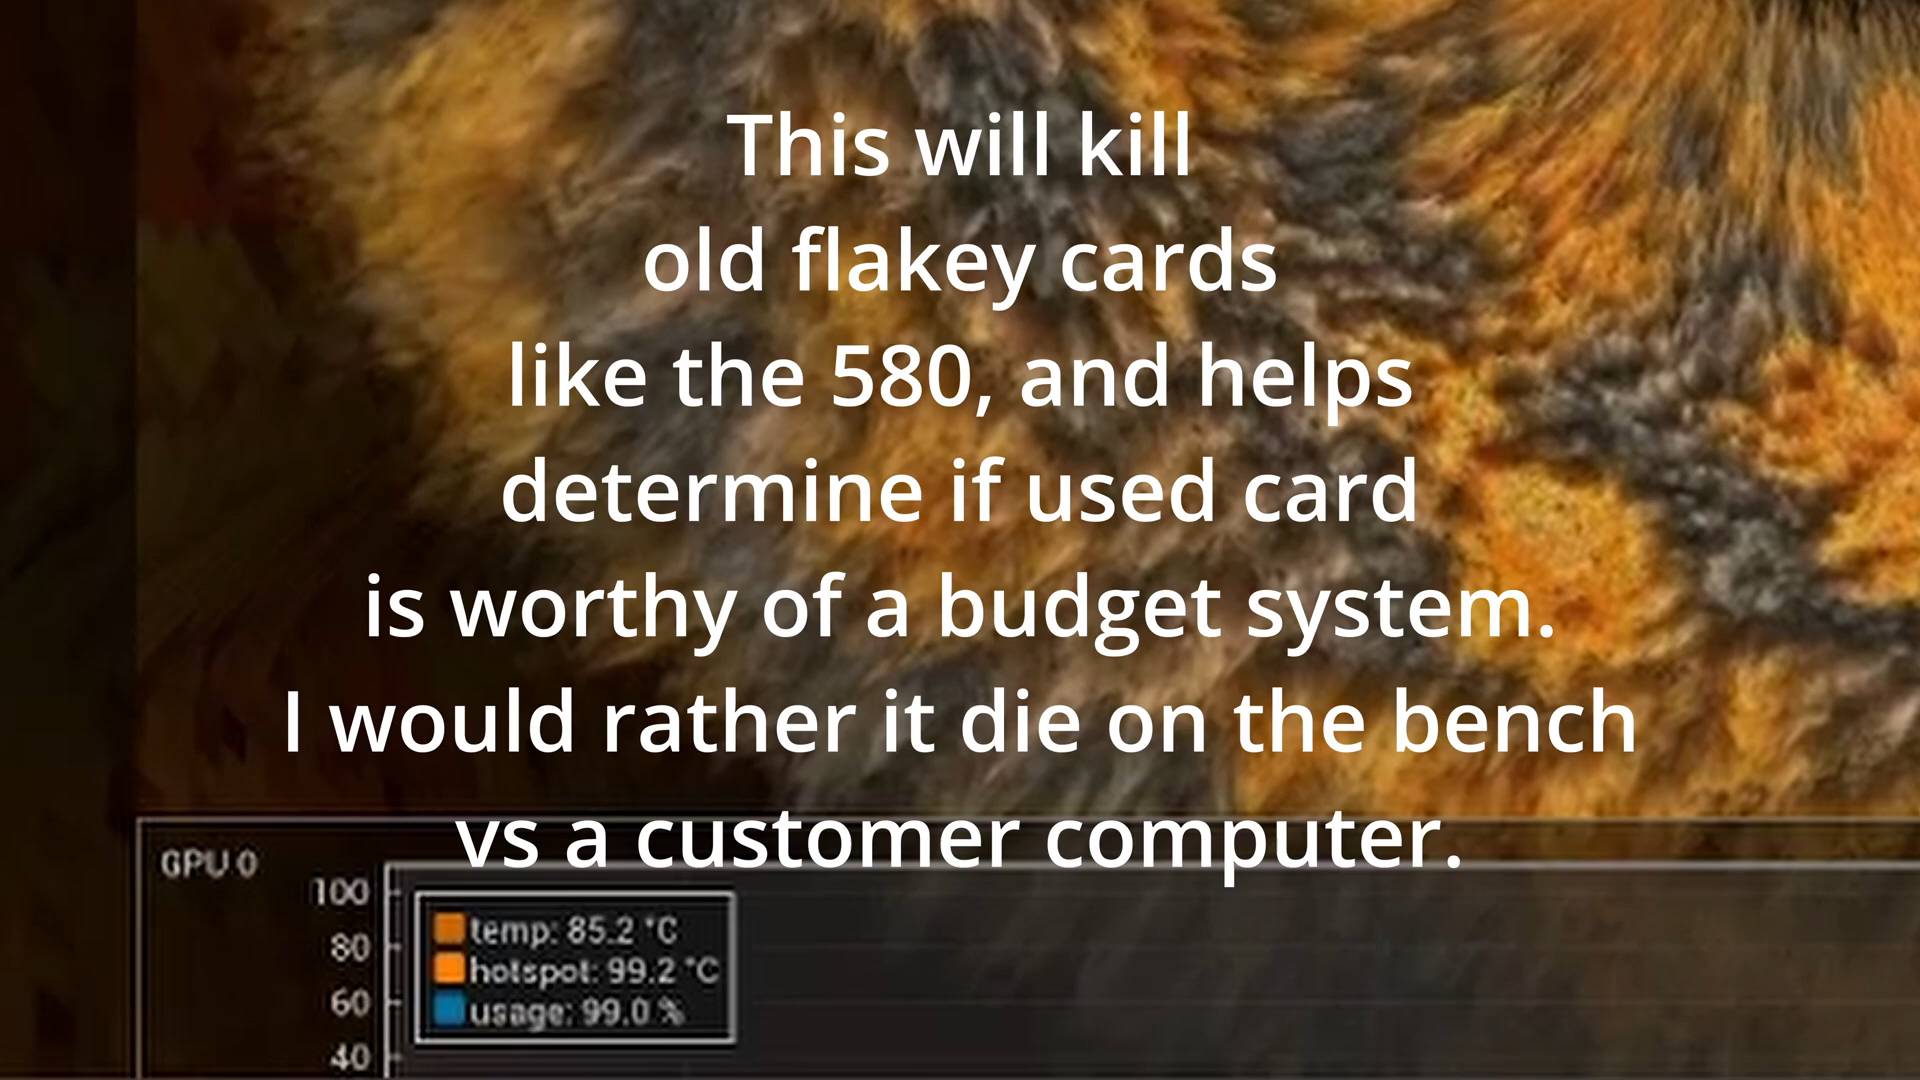 This will kill
old flakey cards
like the 580, and helps
determine if used card
is worthy of a budget system.
I would rather it die on the bench
vs a customer computer.
GPU 0
100
80
60
40
temp: 85.2 °C
hotspot: 99.2 °C
usage: 99.0 %